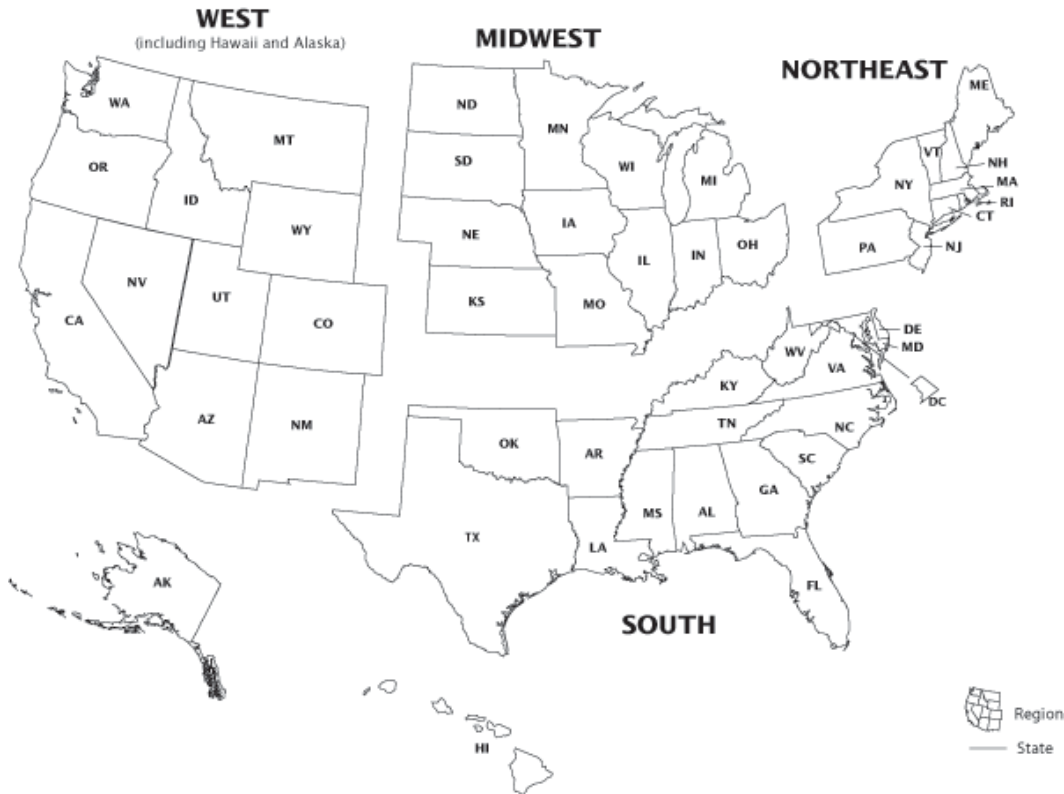 WEST
(including Hawaii and Alaska)
MIDWEST
NORTHEAST
WA
MT
OR
ID
WY
NV
UT
CA
CO
AZ
NM
AK
HI
ND
MN
SD
WI
MI
NE
IA
IL
IN
OH
KS
MO
ME
VT
NH
NY
MA
RI
CT
PA
NJ
DE
MD
WV
VA
DC
KY
TN
NC
OK
AR
SC
MS
AL
GA
TX
LA
FL
SOUTH
Region
State